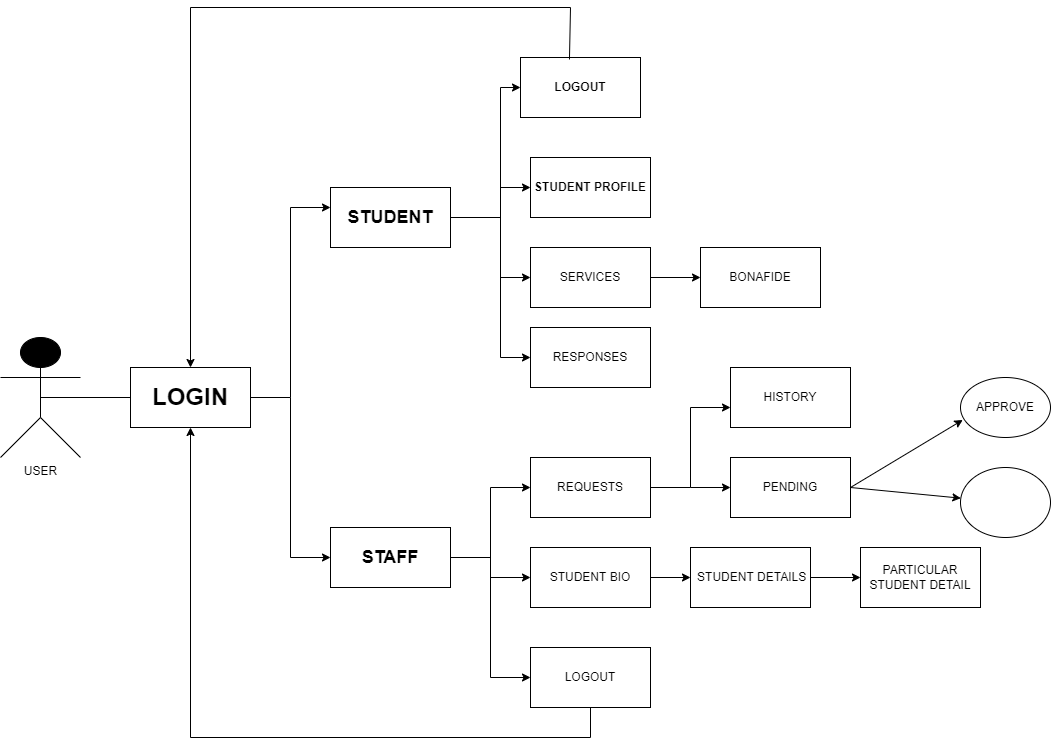 LOGOUT
STUDENT PROFILE
STUDENT
SERVICES
BONAFIDE
RESPONSES
LOGIN
USER
HISTORY
APPROVE
REQUESTS
PENDING
STAFF
STUDENT BIO
STUDENT DETAILS
PARTICULAR
STUDENT DETAIL
LOGOUT